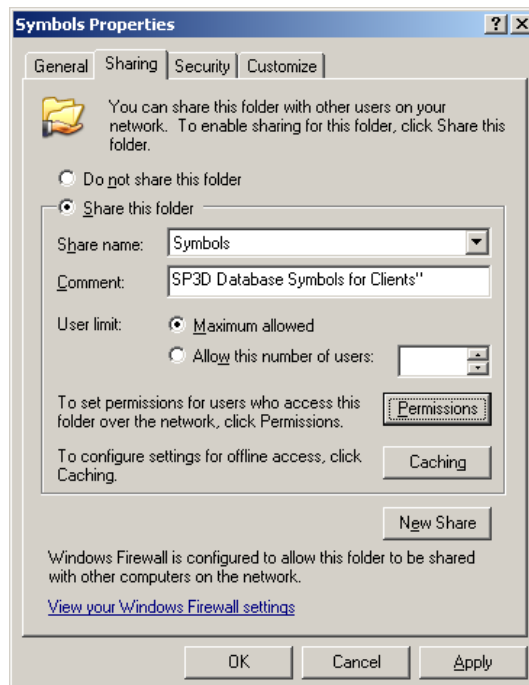 Symbols Properties
General Sharing Security Customize
You can share this folder with other users on your
network. To enable sharing for this folder, click Share this
folder.
Do not share this folder
Share this folder
Share name: Symbols
Comment: SP3D Database Symbols for Clients"
User limit: Maximum allowed
Allow this number of users:
To set permissions for users who access this
folder over the network, click Permissions.
Permissions
To configure settings for offline access, click
Caching.
Caching
New Share
Windows Firewall is configured to allow this folder to be shared
with other computers on the network.
View your Windows Firewall settings
OK Cancel Apply